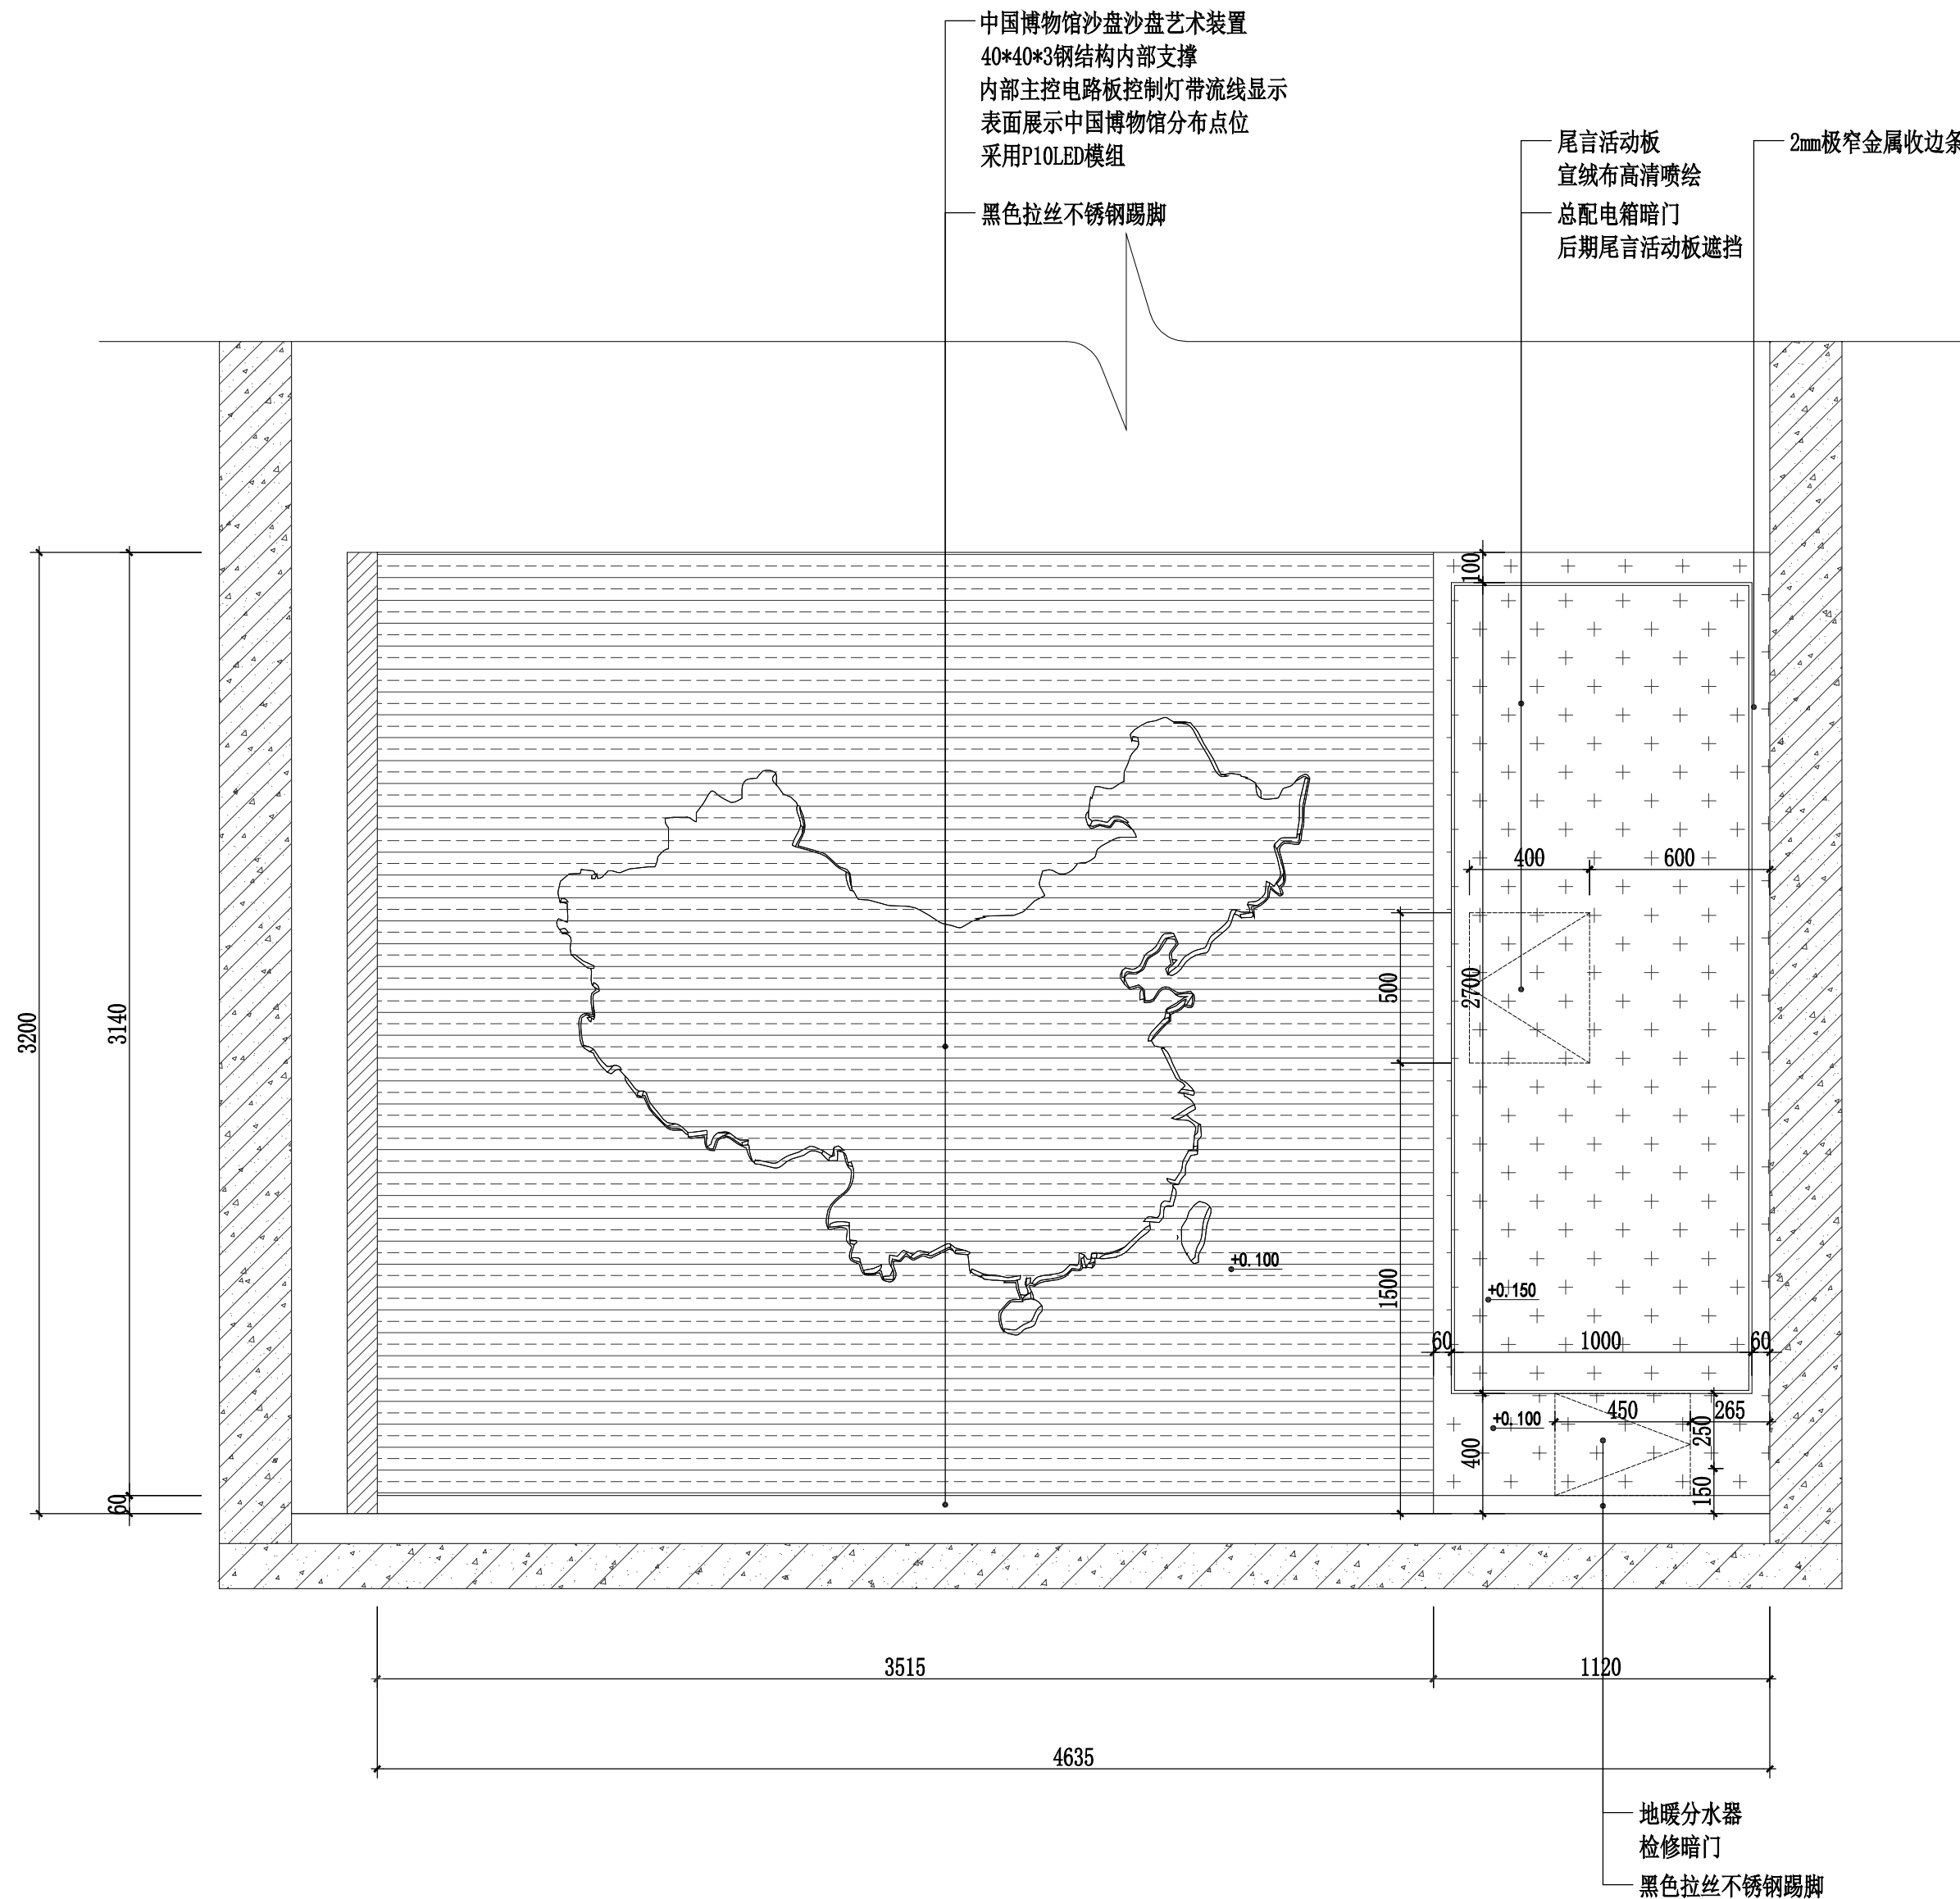 中国博物馆沙盘沙盘艺术装置
40*40*3钢结构内部支撑
内部主控电路板控制灯带流线显示
表面展示中国博物馆分布点位
采用P10LED模组
黑色拉丝不锈钢踢脚
尾言活动板
宣绒布高清喷绘
总配电箱暗门
后期尾言活动板遮挡
2mm极窄金属收边条
3200
3140
60
100
400
600
500
2700
1500
+0.100
+0.150
60
1000
60
+0.100
450
265
250
400
150
3515
1120
4635
地暖分水器
检修暗门
黑色拉丝不锈钢踢脚